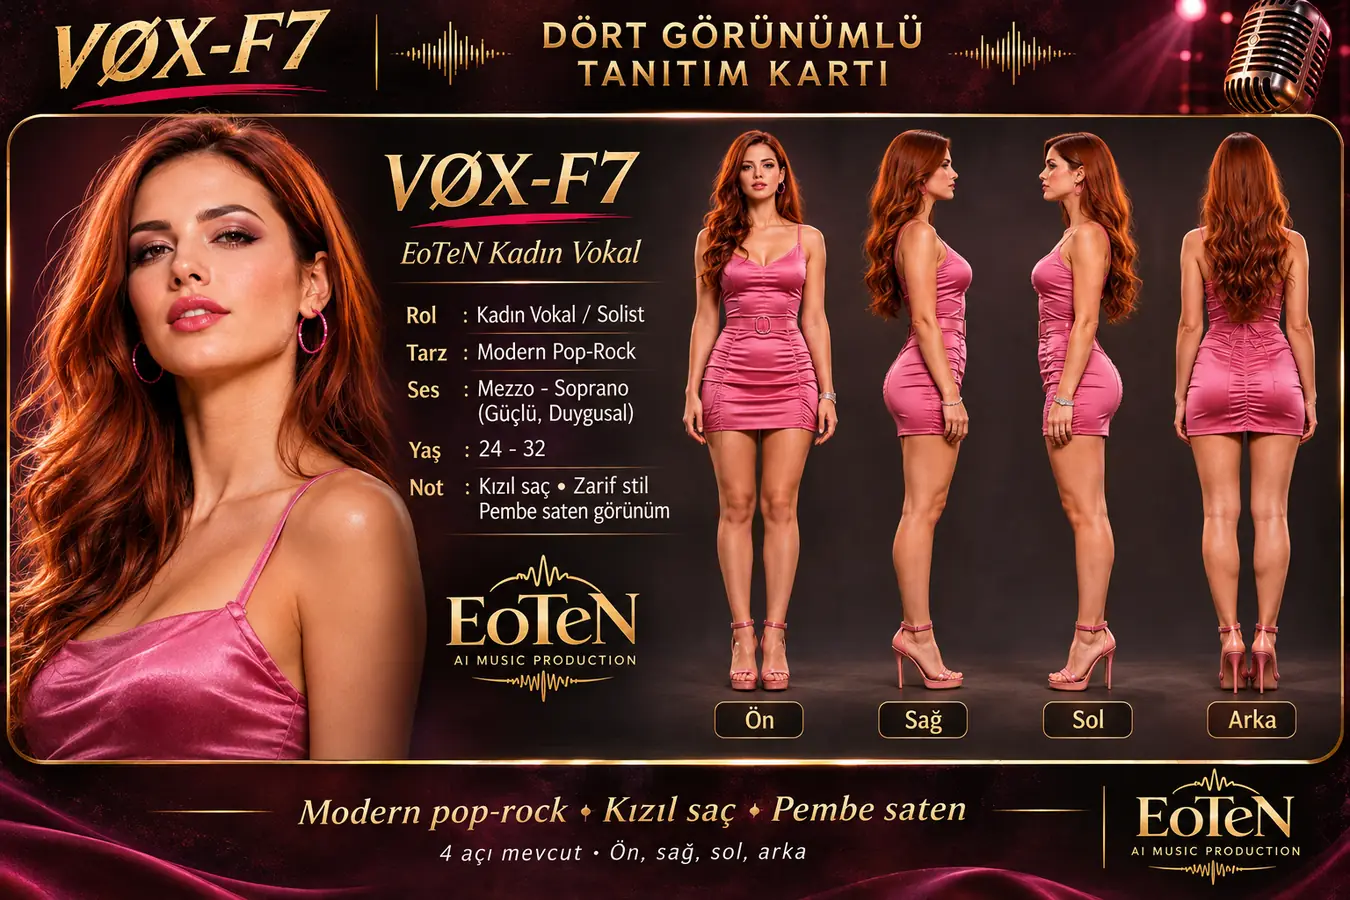 VØX-F7
DÖRT GÖRÜNÜMLÜ
TANITIM KARTI
VØX-F7
EoTeN Kadın Vokal
Rol : Kadın Vokal / Solist
Tarz : Modern Pop-Rock
Ses : Mezzo - Soprano
(Güçlü, Duygusal)
Yaş : 24 - 32
Not : Kızıl saç • Zarif stil
Pembe saten görünüm
EoTeN
AI MUSIC PRODUCTION
Ön
Sağ
Sol
Arka
Modern pop-rock • Kızıl saç • Pembe saten
4 açı mevcut • Ön, sağ, sol, arka
EoTeN
AI MUSIC PRODUCTION